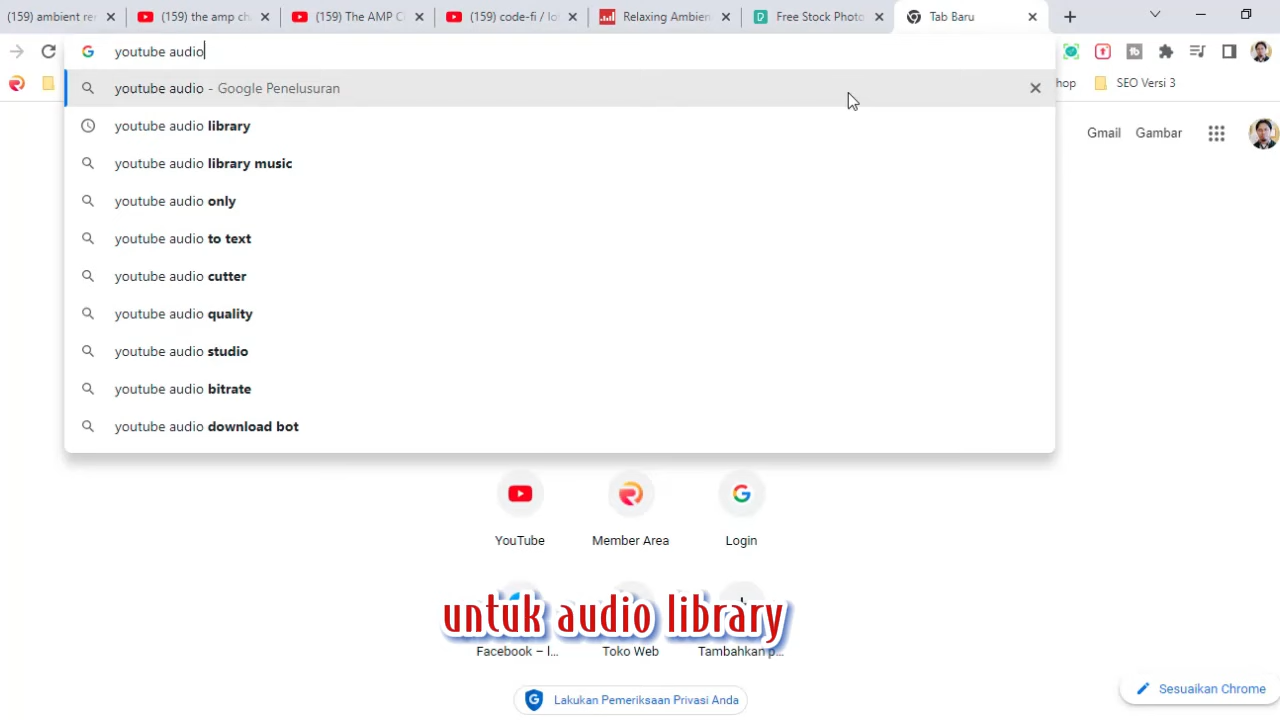 (159) ambient re
(159) the amp ch
(159) The AMP C
(159) code-fi / lo
Relaxing Ambien
Free Stock Photo
Tab Baru
youtube audio
youtube audio - Google Penelusuran
youtube audio library
youtube audio library music
youtube audio only
youtube audio to text
youtube audio cutter
youtube audio quality
youtube audio studio
youtube audio bitrate
youtube audio download bot
hop
SEO Versi 3
Gmail
Gambar
YouTube
Member Area
Login
untuk audio library
Facebook – I...
Toko Web
Tambahkan p...
Lakukan Pemeriksaan Privasi Anda
Sesuaikan Chrome